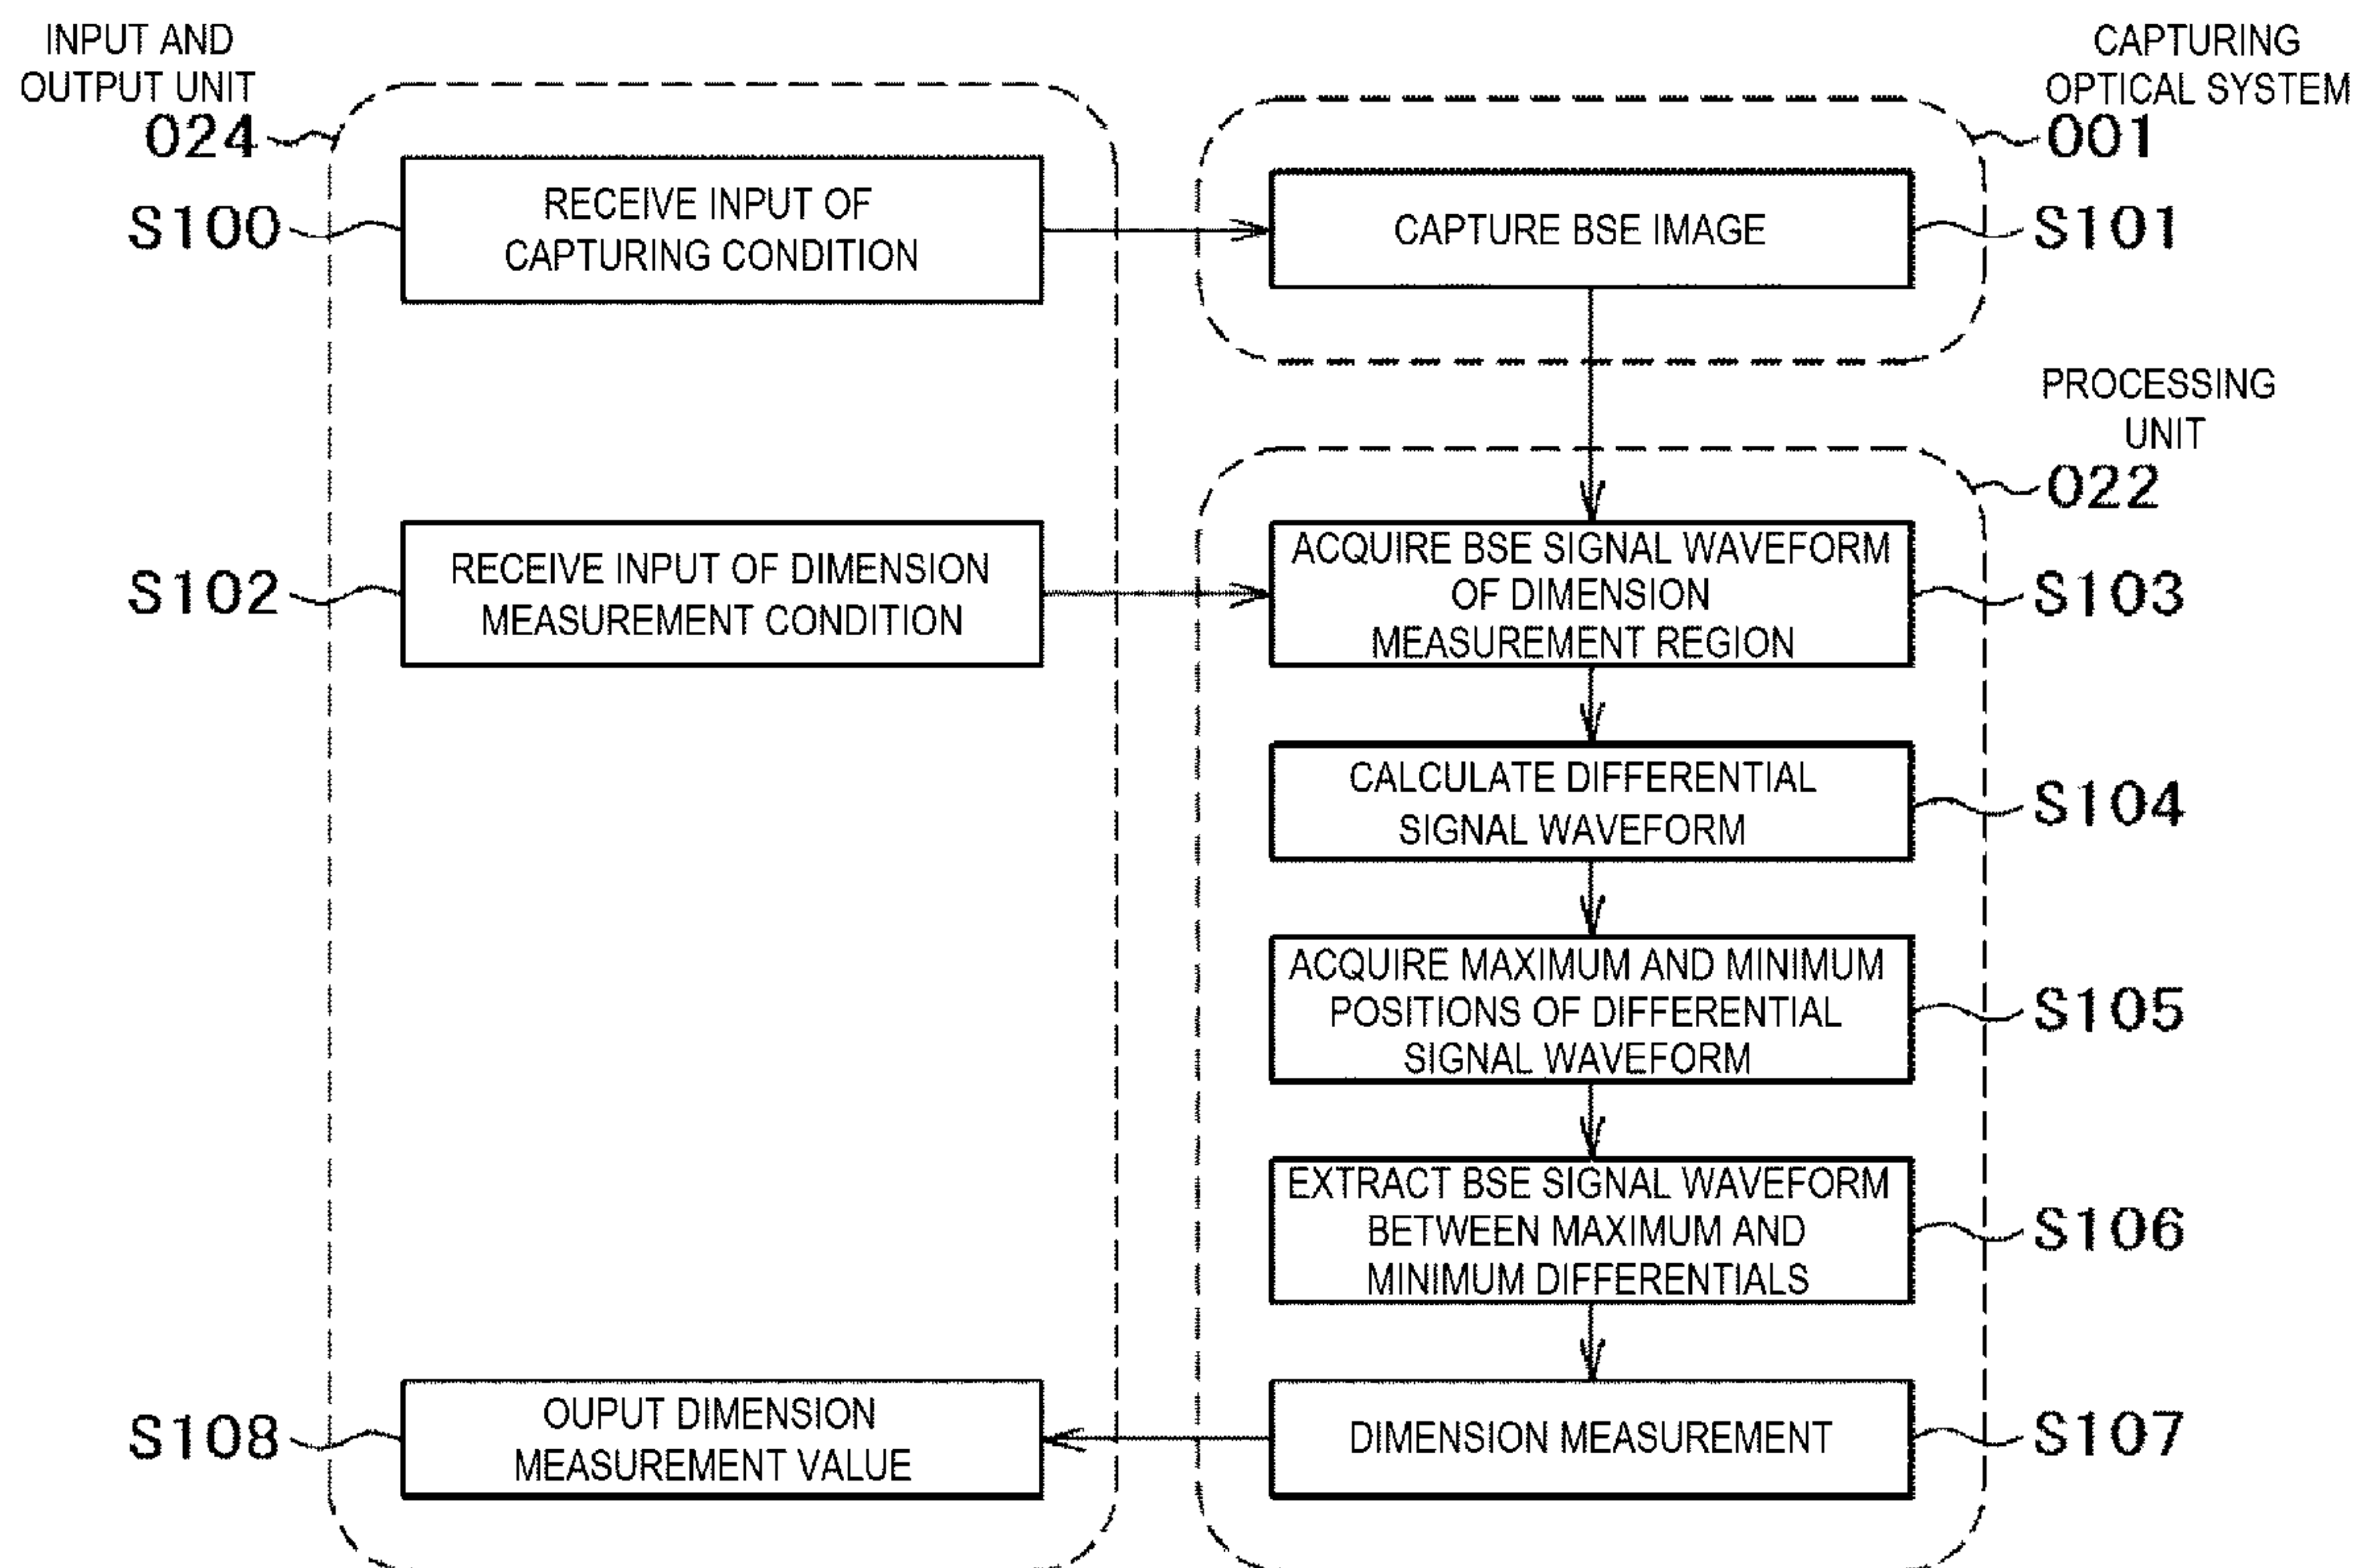 INPUT AND
OUTPUT UNIT
024
CAPTURING
OPTICAL SYSTEM
001
S100
RECEIVE INPUT OF
CAPTURING CONDITION
CAPTURE BSE IMAGE
S101
PROCESSING
UNIT
022
S102
RECEIVE INPUT OF DIMENSION
MEASUREMENT CONDITION
ACQUIRE BSE SIGNAL WAVEFORM
OF DIMENSION
MEASUREMENT REGION
S103
CALCULATE DIFFERENTIAL
SIGNAL WAVEFORM
S104
ACQUIRE MAXIMUM AND MINIMUM
POSITIONS OF DIFFERENTIAL
SIGNAL WAVEFORM
S105
EXTRACT BSE SIGNAL WAVEFORM
BETWEEN MAXIMUM AND
MINIMUM DIFFERENTIALS
S106
S108
OUPUT DIMENSION
MEASUREMENT VALUE
DIMENSION MEASUREMENT
S107